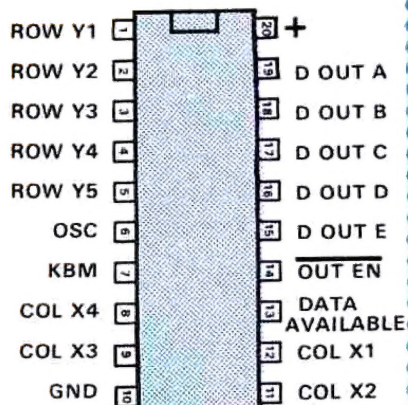 ROW Y1 1 20 +
ROW Y2 2 19 D OUT A
ROW Y3 3 18 D OUT B
ROW Y4 4 17 D OUT C
ROW Y5 5 16 D OUT D
OSC 6 15 D OUT E
KBM 7 14 OUT EN
COL X4 8 13 DATA
AVAILABLE
COL X3 9 12 COL X1
GND 10 11 COL X2